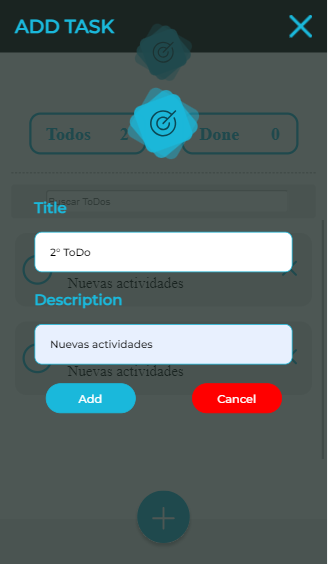 ADD TASK
Todos 2 Done 0
Buscar ToDos
Title
2° ToDo
Nuevas actividades
Description
Nuevas actividades
Nuevas actividades
Add Cancel